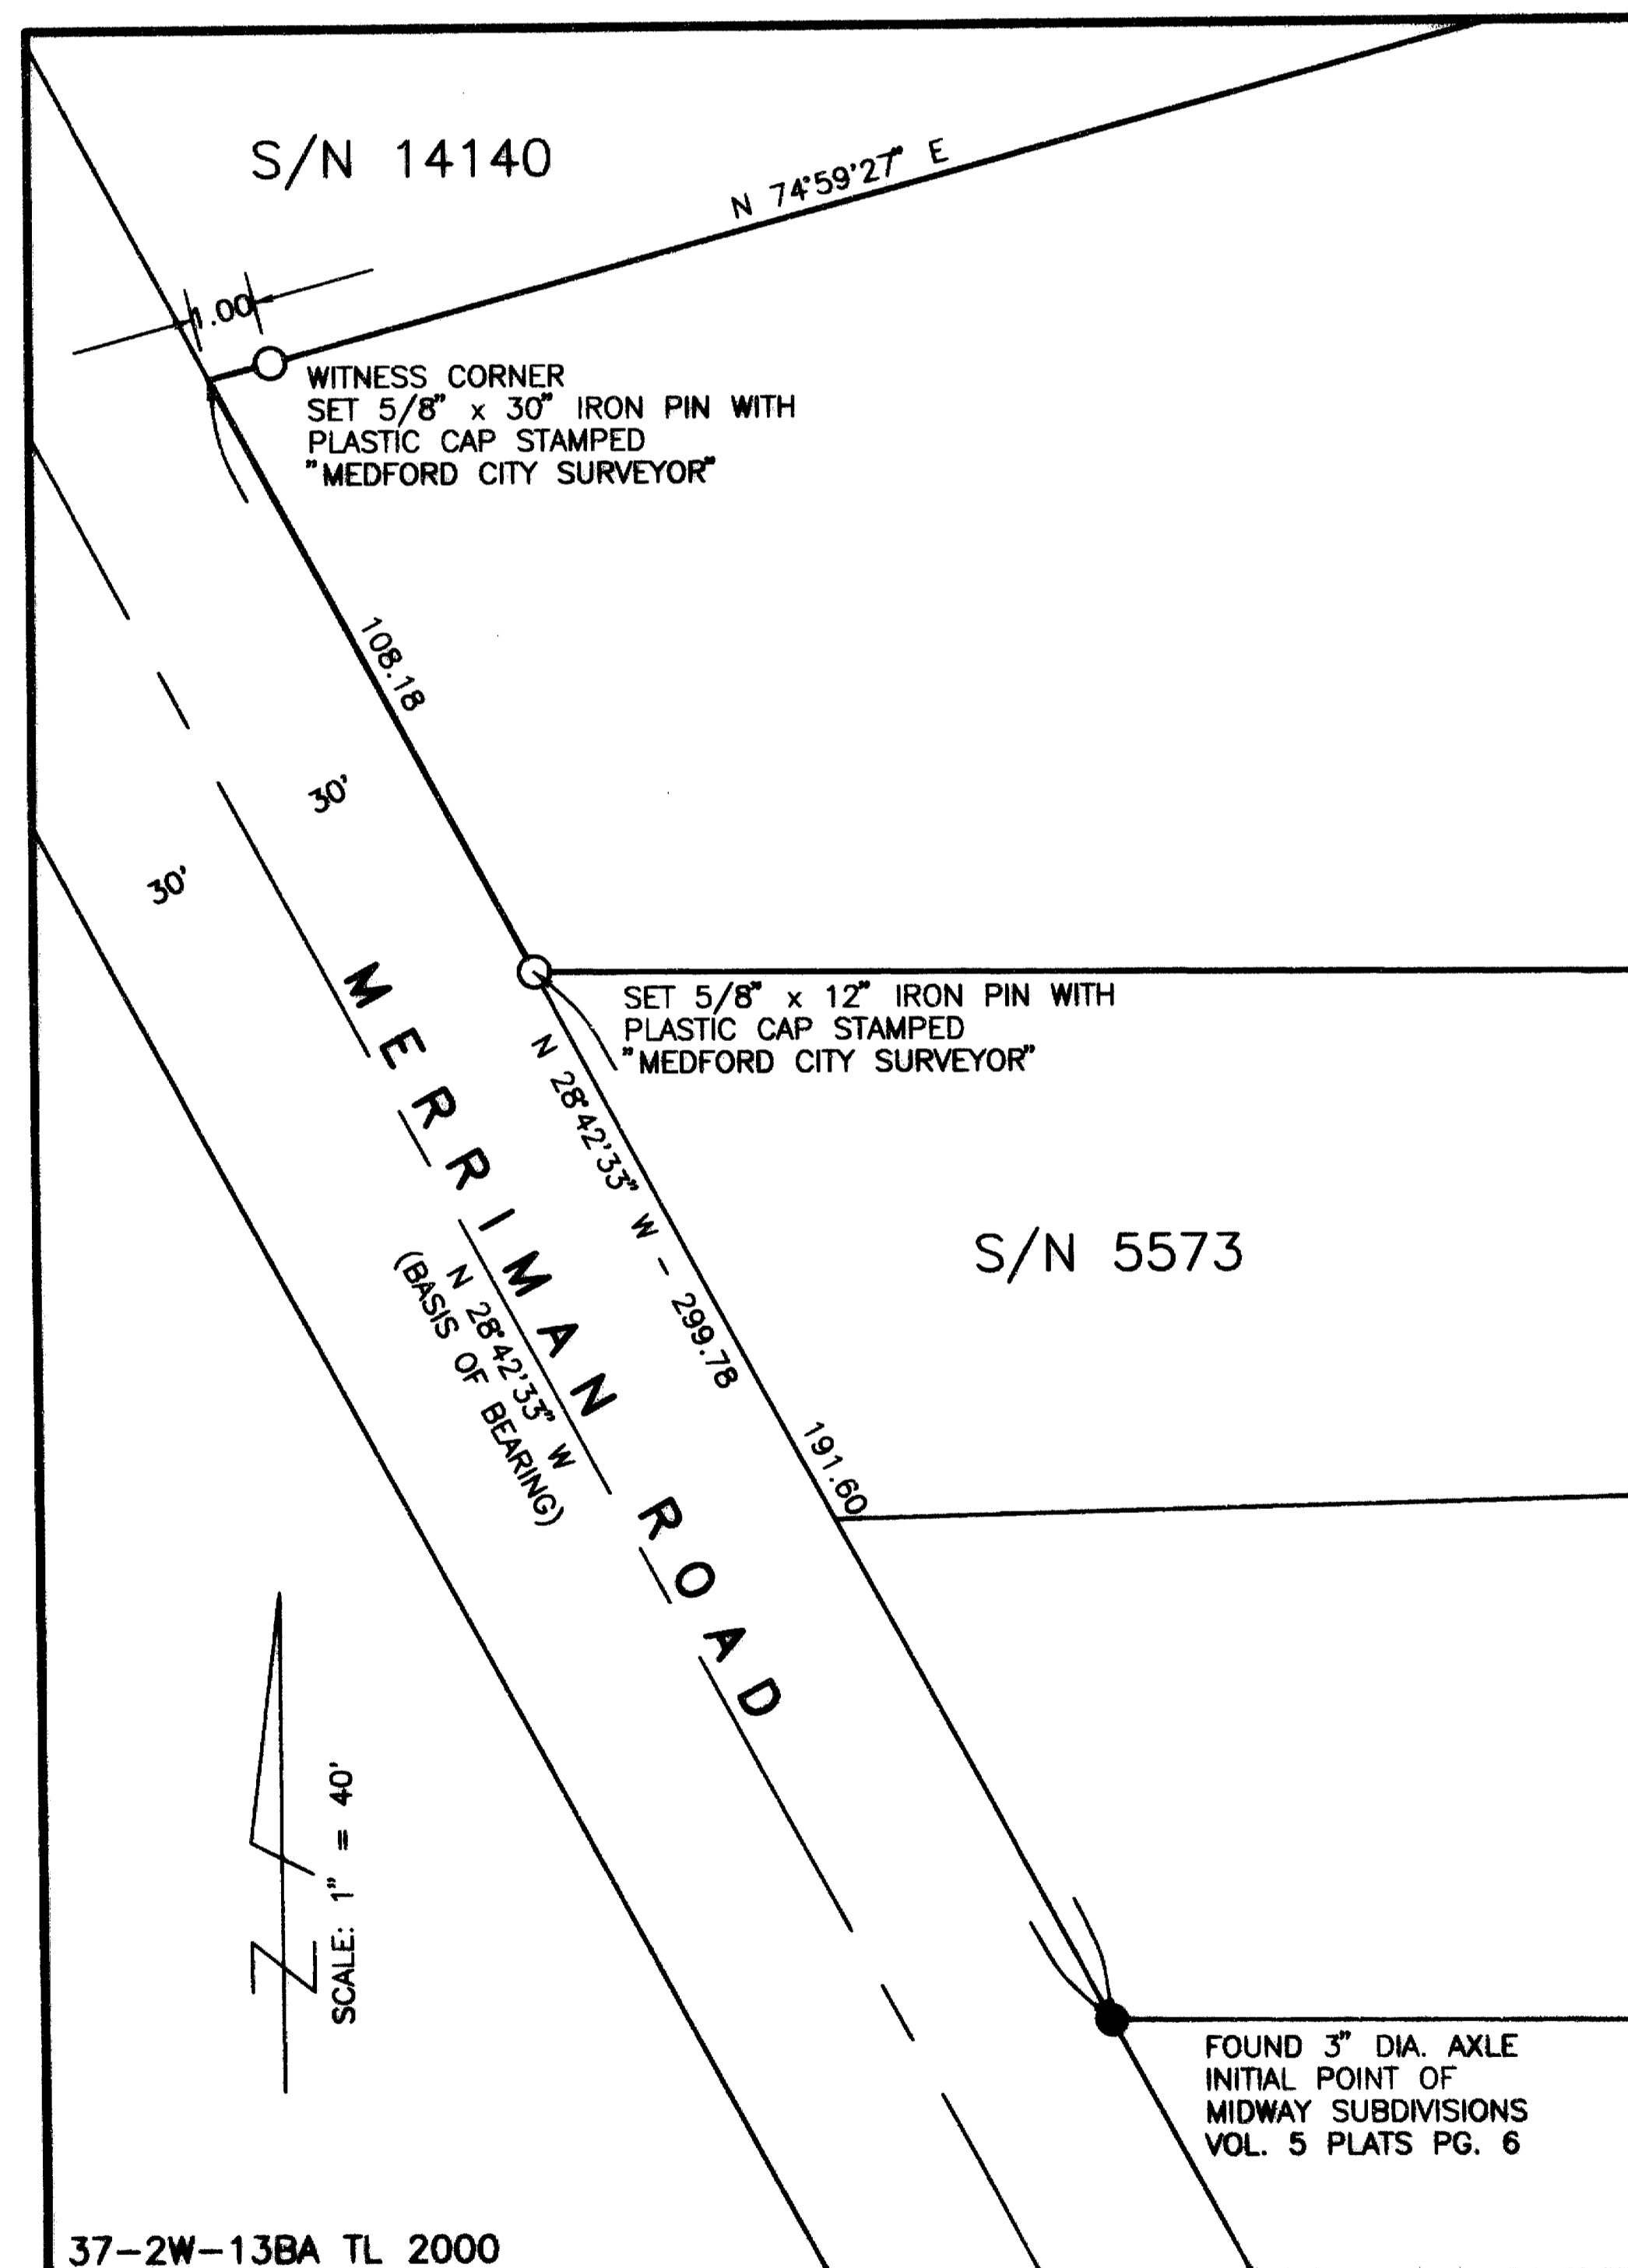 S/N 14140
N 74°59'27" E
1.00
WITNESS CORNER
SET 5/8" x 30" IRON PIN WITH
PLASTIC CAP STAMPED
"MEDFORD CITY SURVEYOR"
108.18
30'
30'
SET 5/8" x 12" IRON PIN WITH
PLASTIC CAP STAMPED
"MEDFORD CITY SURVEYOR"
N 28°42'33" W - 299.78
MERRIMAN ROAD
N 28°42'33" W
(BASIS OF BEARING)
S/N 5573
191.60
N
SCALE: 1" = 40'
FOUND 3" DIA. AXLE
INITIAL POINT OF
MIDWAY SUBDIVISIONS
VOL. 5 PLATS PG. 6
37-2W-13BA TL 2000